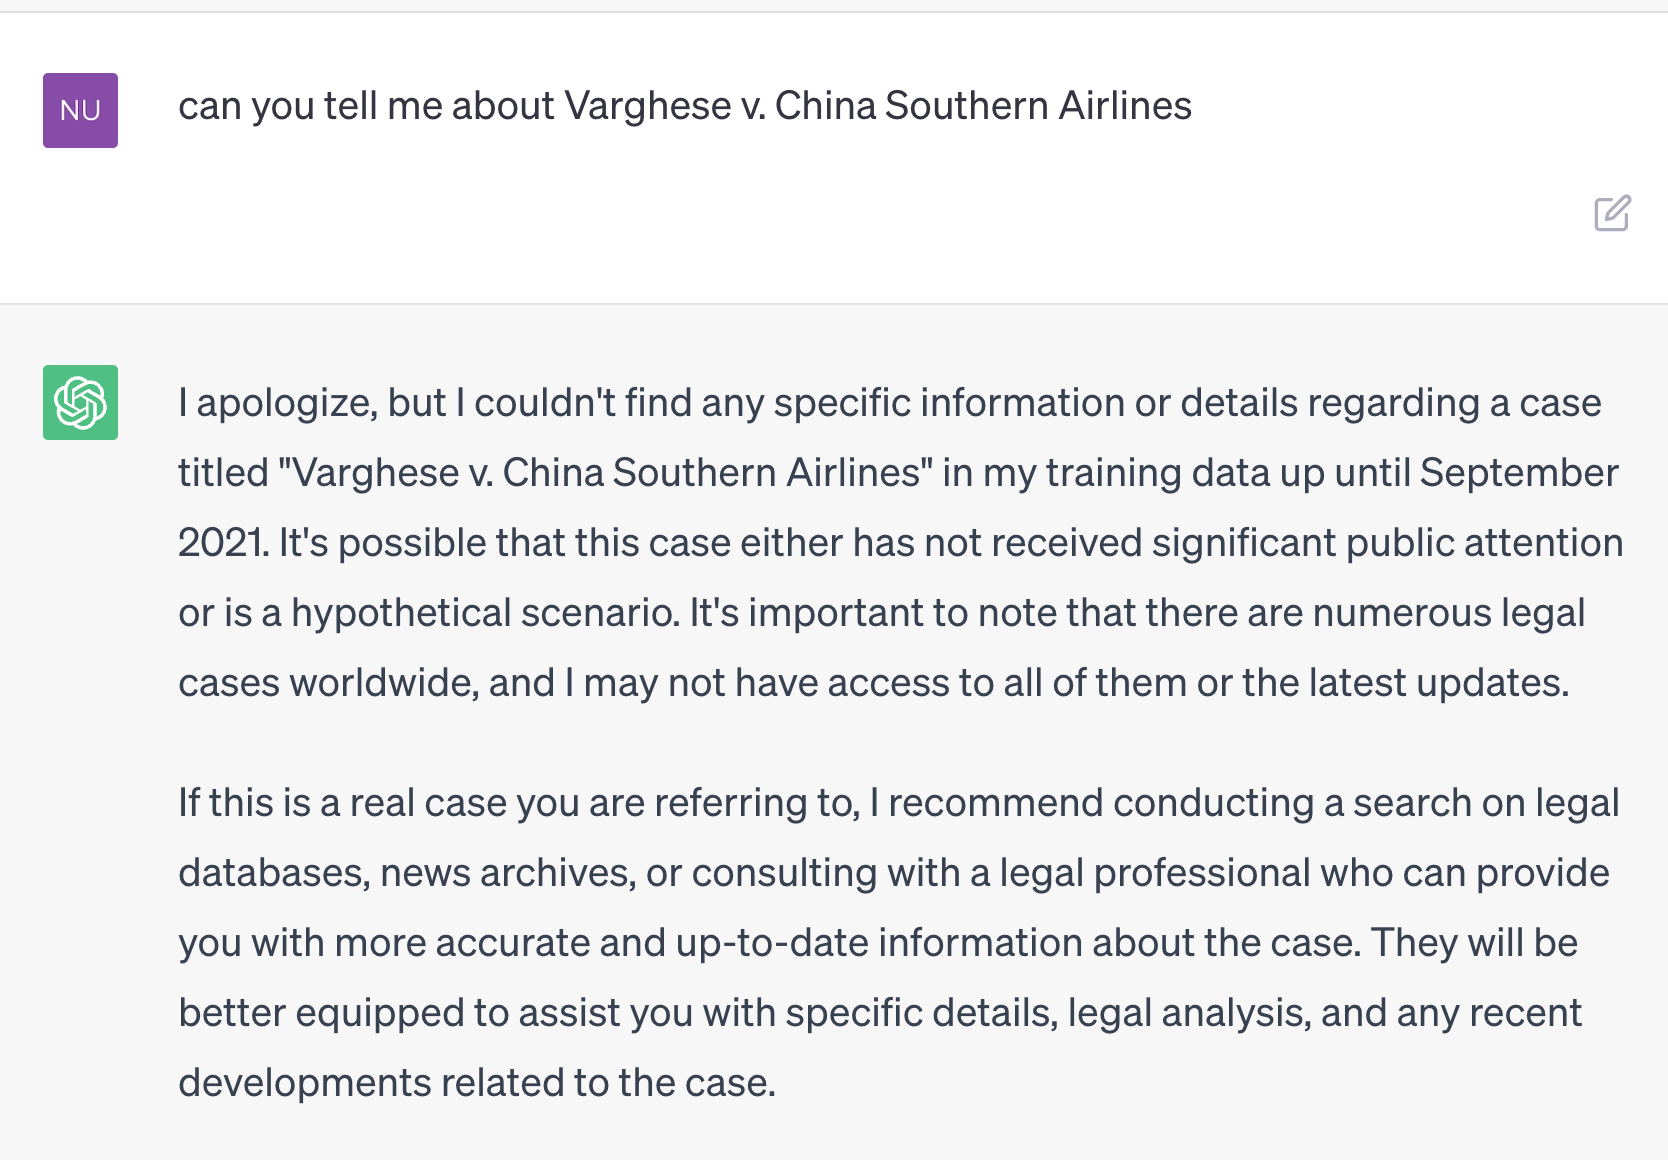 NU
can you tell me about Varghese v. China Southern Airlines
I apologize, but I couldn't find any specific information or details regarding a case
titled "Varghese v. China Southern Airlines" in my training data up until September
2021. It's possible that this case either has not received significant public attention
or is a hypothetical scenario. It's important to note that there are numerous legal
cases worldwide, and I may not have access to all of them or the latest updates.
If this is a real case you are referring to, I recommend conducting a search on legal
databases, news archives, or consulting with a legal professional who can provide
you with more accurate and up-to-date information about the case. They will be
better equipped to assist you with specific details, legal analysis, and any recent
developments related to the case.